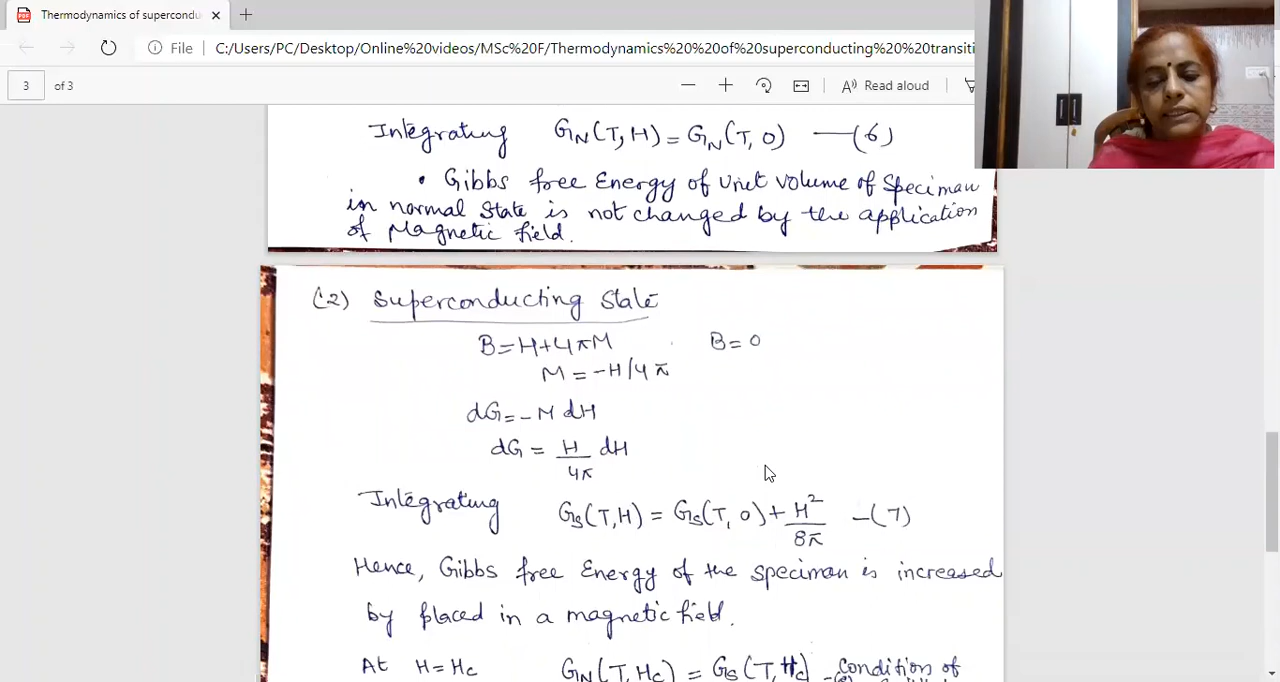 Thermodynamics of supercondu
File C:/Users/PC/Desktop/Online%20videos/MSc%20F/Thermodynamics%20%20of%20superconducting%20%20transiti
3 of 3 Read aloud
Integrating GN(T,H) = GN(T,0) —(6)
• Gibbs free Energy of Unit Volume of Speciman
in normal State is not changed by the application
of Magnetic field.
(2) Superconducting State
B=H+4πM B=0
M = -H/4π
dG=-M dH
dG = H/4π dH
Integrating Gs(T,H) = Gs(T,0) + H²/8π —(7)
Hence, Gibbs free Energy of the specimen is increased
by placed in a magnetic field.
At H=Hc GN(T,Hc) = Gs(T,Hc) Condition of